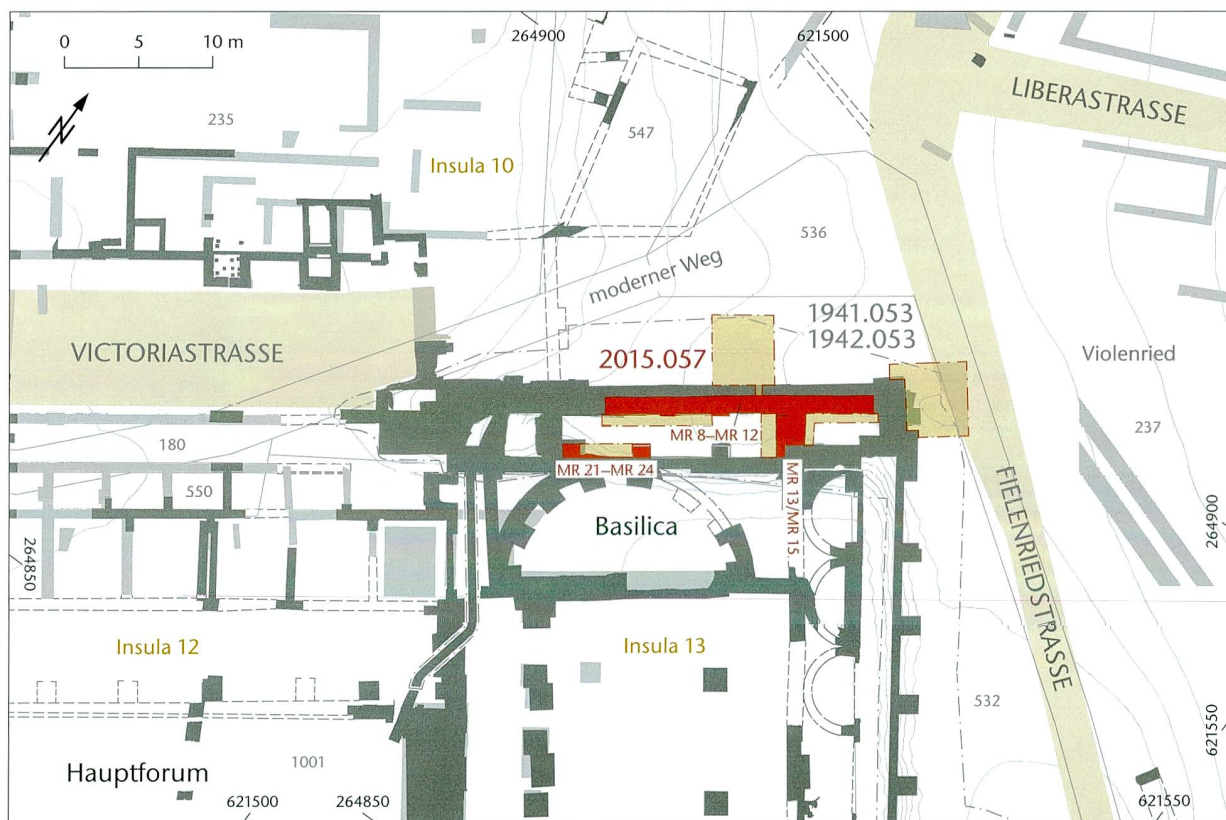 0 5 10 m
N
264900
621500
LIBERASTRASSE
235
547
Insula 10
536
moderner Weg
1941.053
1942.053
VICTORIASTRASSE
2015.057
Violenried
180
MR 8–MR 12
237
MR 21–MR 24
550
MR 13/MR 15
FIELENRIEDSTRASSE
Basilica
264900
264850
Insula 12
Insula 13
532
621550
Hauptforum
1001
621500
264850
621550